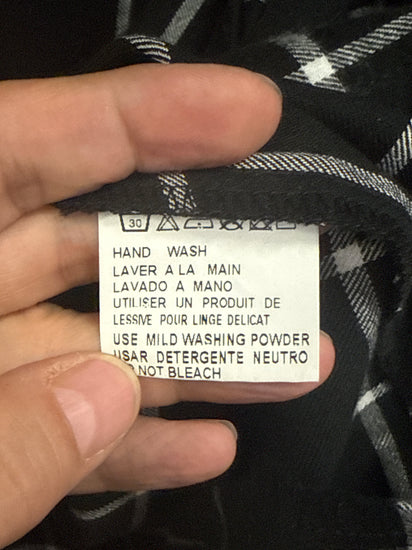 30
HAND WASH
LAVER A LA MAIN
LAVADO A MANO
UTILISER UN PRODUIT DE
LESSIVE POUR LINGE DELICAT
USE MILD WASHING POWDER
USAR DETERGENTE NEUTRO
NOT BLEACH